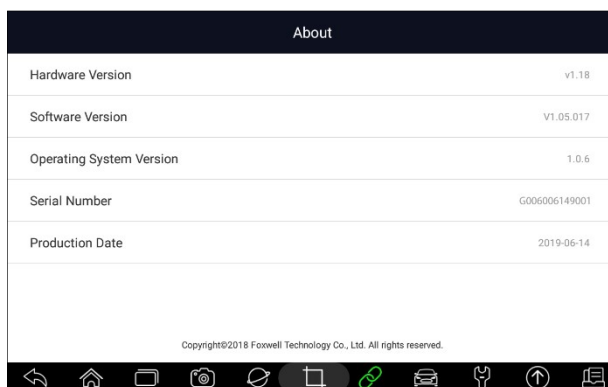 About
Hardware Version v1.18
Software Version V1.05.017
Operating System Version 1.0.6
Serial Number G006006149001
Production Date 2019-06-14
Copyright©2018 Foxwell Technology Co., Ltd. All rights reserved.